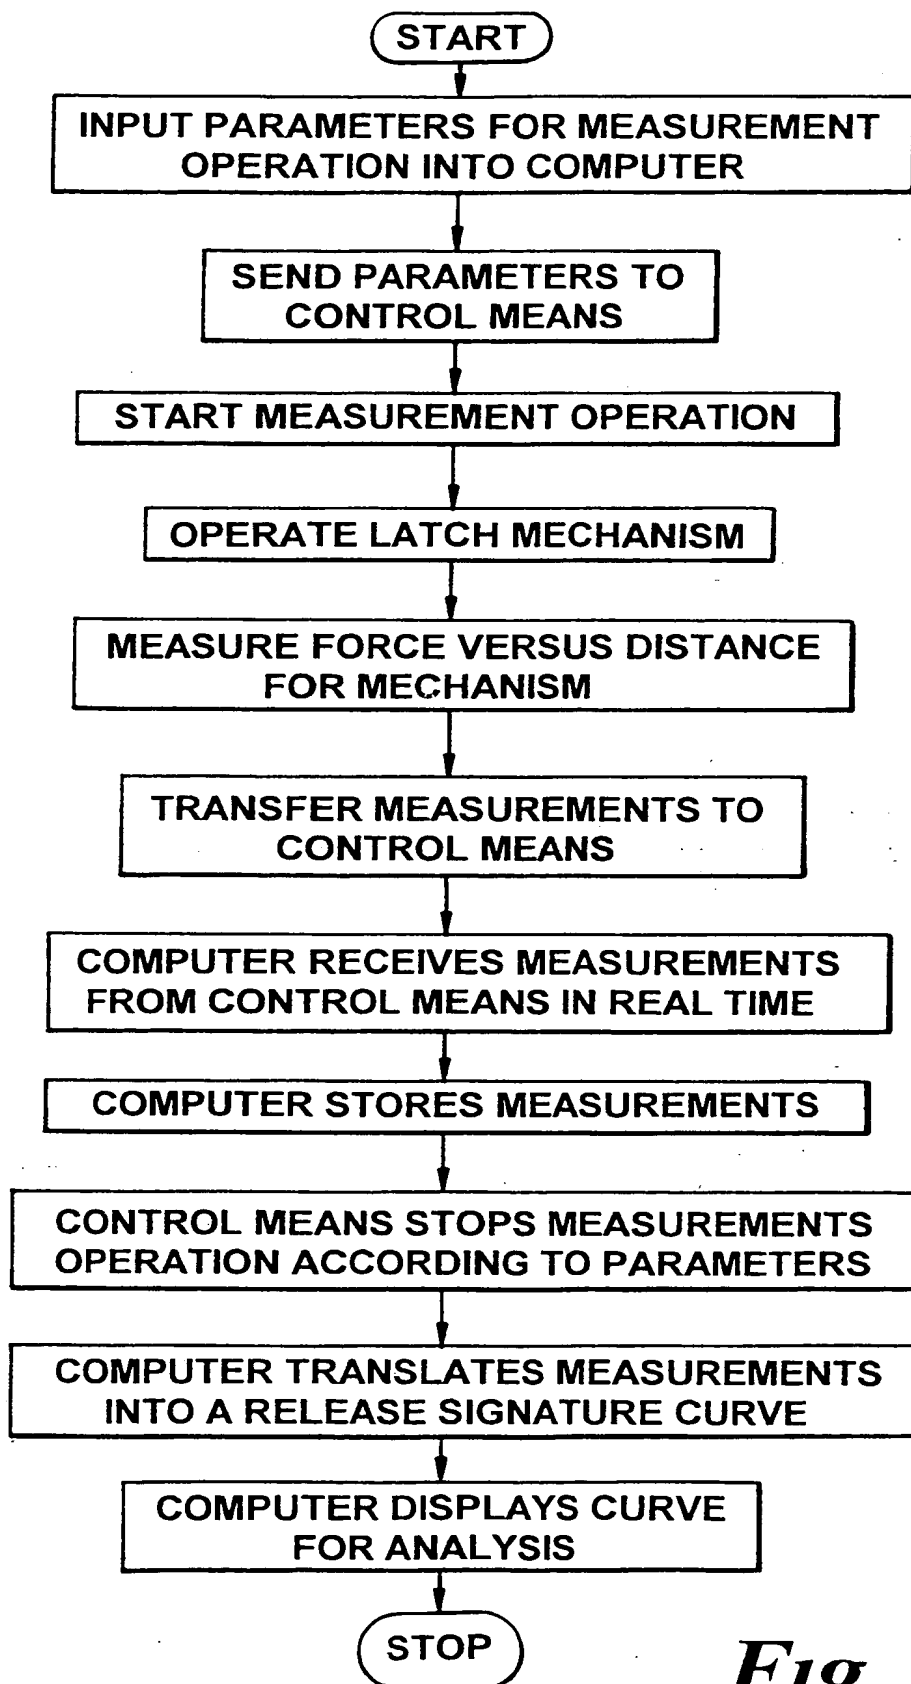 START
INPUT PARAMETERS FOR MEASUREMENT
OPERATION INTO COMPUTER
SEND PARAMETERS TO
CONTROL MEANS
START MEASUREMENT OPERATION
OPERATE LATCH MECHANISM
MEASURE FORCE VERSUS DISTANCE
FOR MECHANISM
TRANSFER MEASUREMENTS TO
CONTROL MEANS
COMPUTER RECEIVES MEASUREMENTS
FROM CONTROL MEANS IN REAL TIME
COMPUTER STORES MEASUREMENTS
CONTROL MEANS STOPS MEASUREMENTS
OPERATION ACCORDING TO PARAMETERS
COMPUTER TRANSLATES MEASUREMENTS
INTO A RELEASE SIGNATURE CURVE
COMPUTER DISPLAYS CURVE
FOR ANALYSIS
STOP
Fig